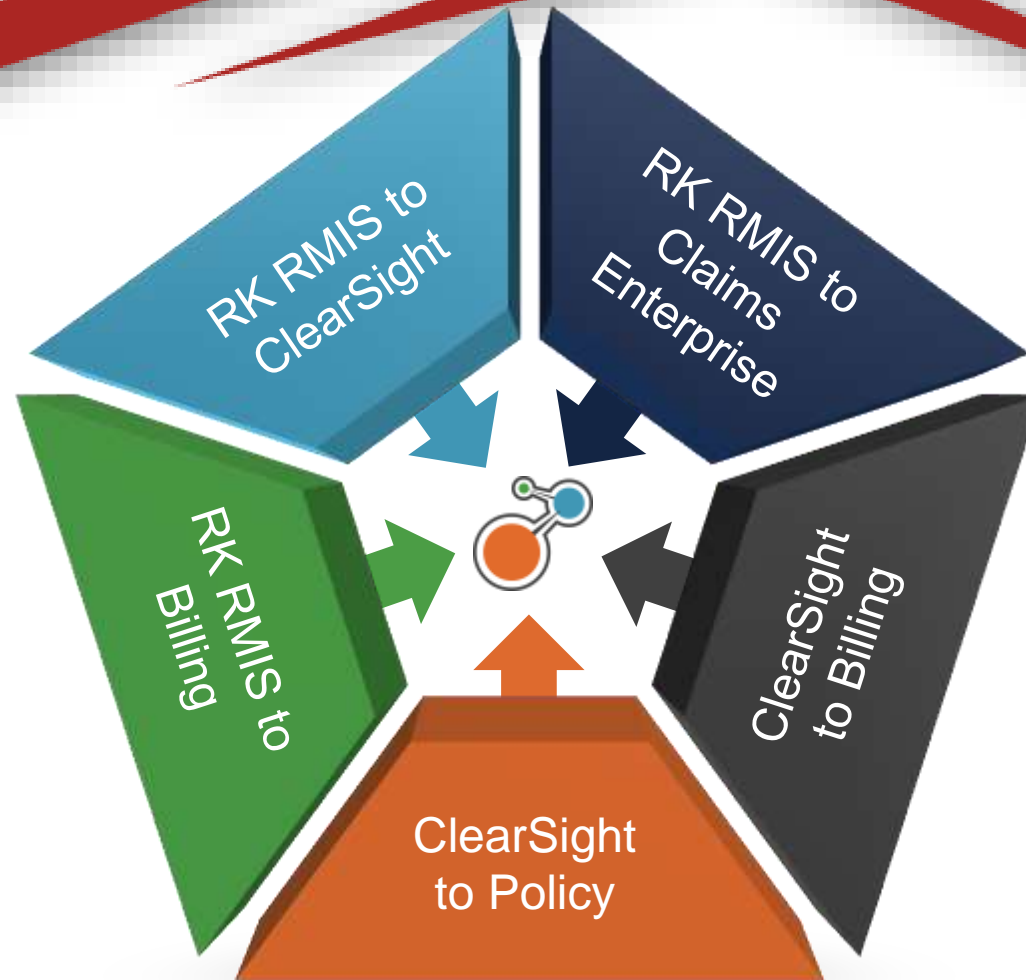 RK RMIS to
ClearSight
RK RMIS to
Claims
Enterprise
RK RMIS to
Billing
ClearSight
to Billing
ClearSight
to Policy